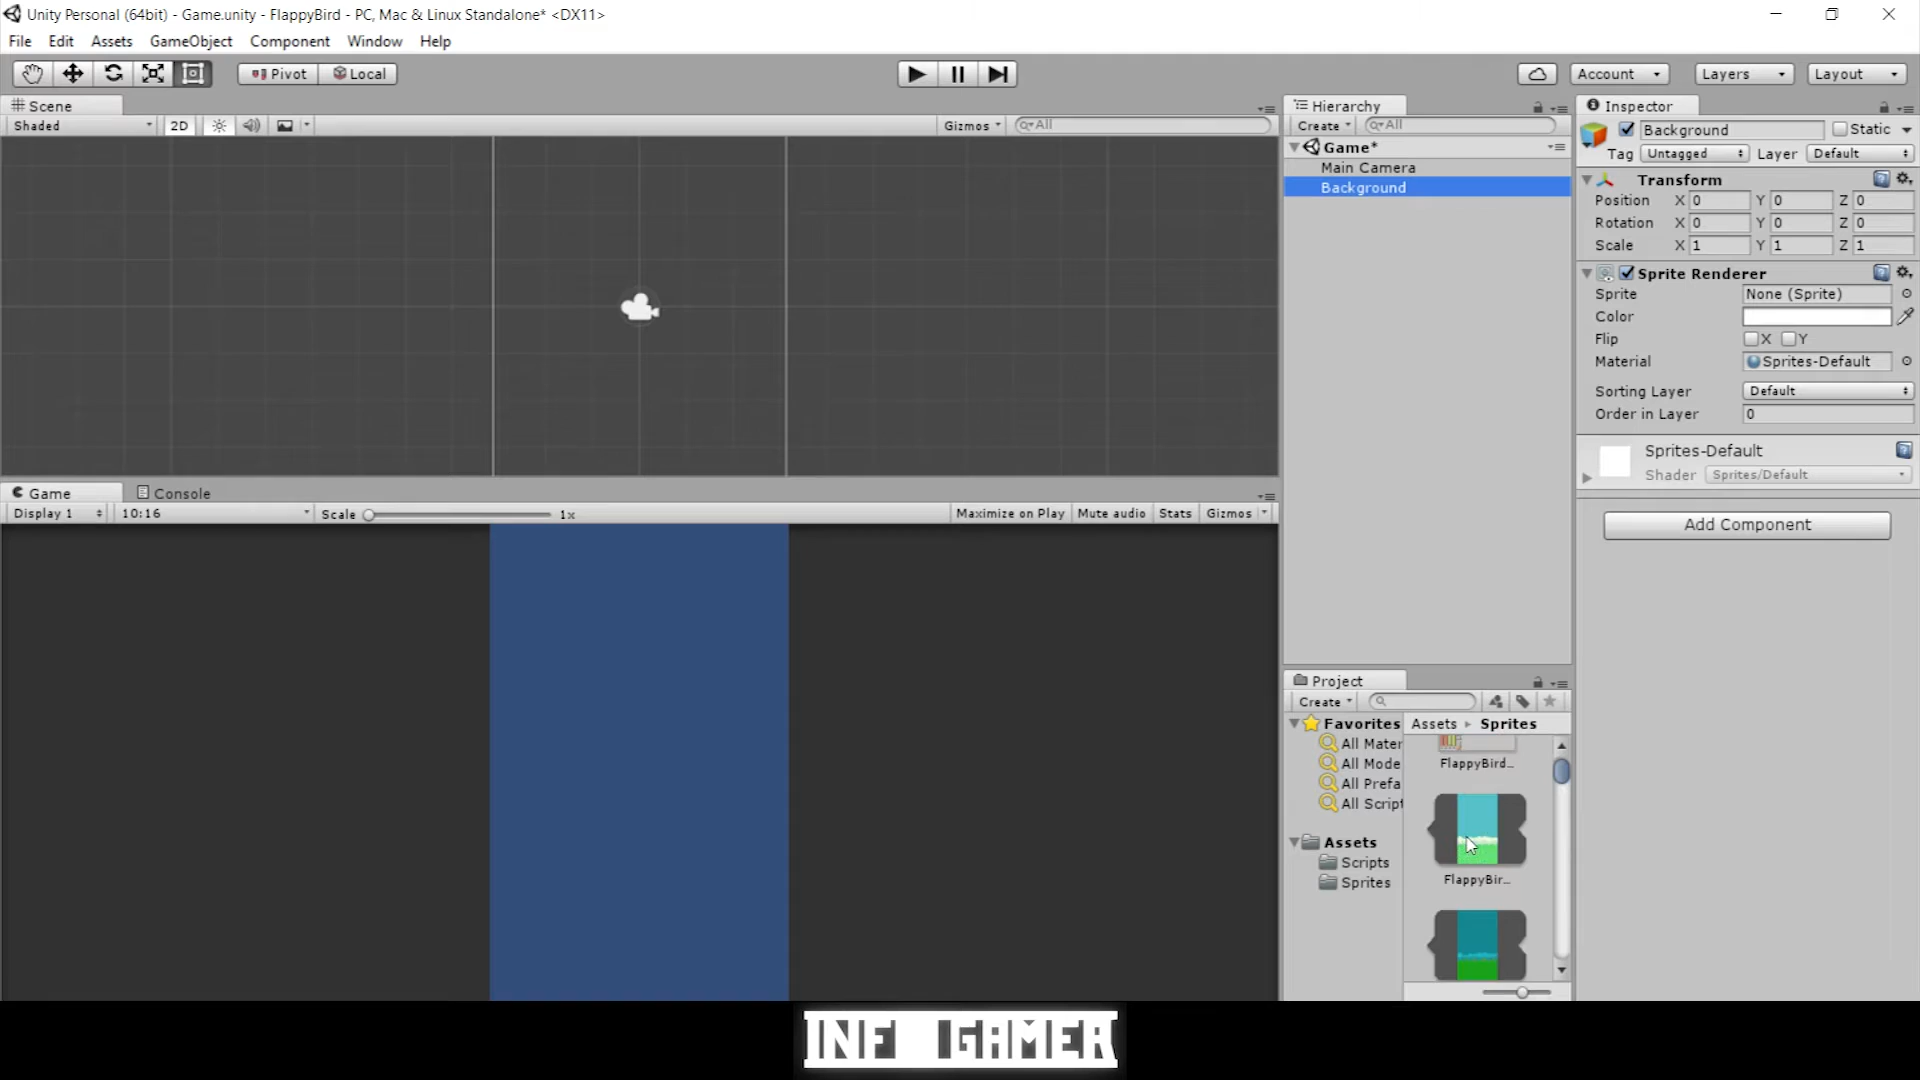 Unity Personal (64bit) - Game.unity - FlappyBird - PC, Mac & Linux Standalone* <DX11>
File Edit Assets GameObject Component Window Help
Pivot Local Account Layers Layout
Scene
Shaded 2D Gizmos All
Game Console
Display 1 10:16 Scale 1x Maximize on Play Mute audio Stats Gizmos
Hierarchy
Create All
Game*
Main Camera
Background
Project
Create
Favorites
All Mater
All Mode
All Prefa
All Script
Assets
Scripts
Sprites
Assets Sprites
FlappyBird...
FlappyBir...
Inspector
Background Static
Tag Untagged Layer Default
Transform
Position X 0 Y 0 Z 0
Rotation X 0 Y 0 Z 0
Scale X 1 Y 1 Z 1
Sprite Renderer
Sprite None (Sprite)
Color
Flip X Y
Material Sprites-Default
Sorting Layer Default
Order in Layer 0
Sprites-Default
Shader Sprites/Default
Add Component
INF GAMER